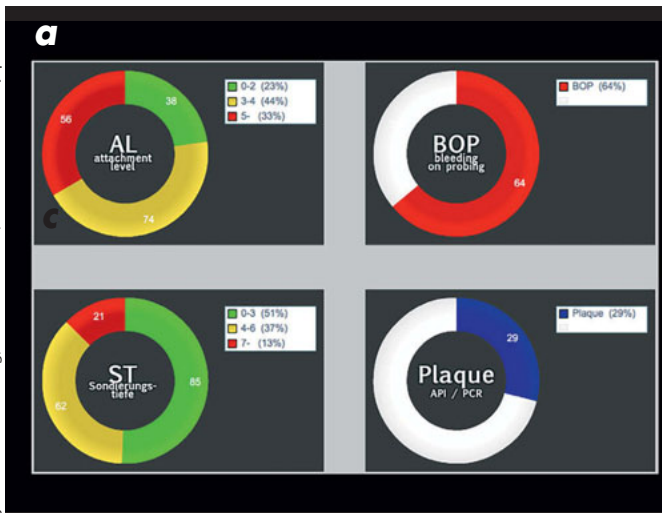 a
0-2 (23%)
3-4 (44%)
5- (33%)
38
56
74
AL
attachment
level
BOP (64%)
BOP
bleeding
on probing
64
c
0-3 (51%)
4-6 (37%)
7- (13%)
21
85
62
ST
Sondierungs-
tiefe
Plaque (29%)
29
Plaque
API / PCR